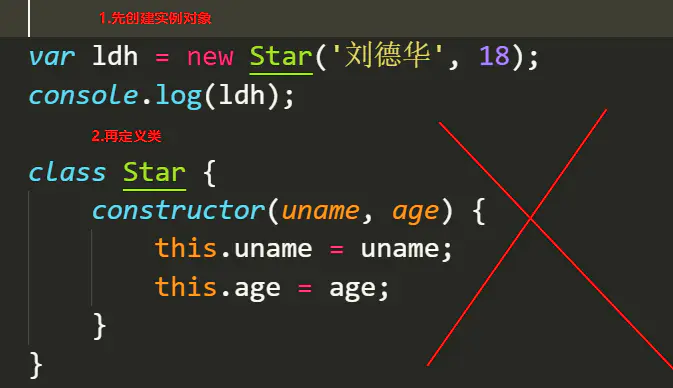 1.先创建实例对象
var ldh = new Star('刘德华', 18);
console.log(ldh);
2.再定义类
class Star {
constructor(uname, age) {
this.uname = uname;
this.age = age;
}
}